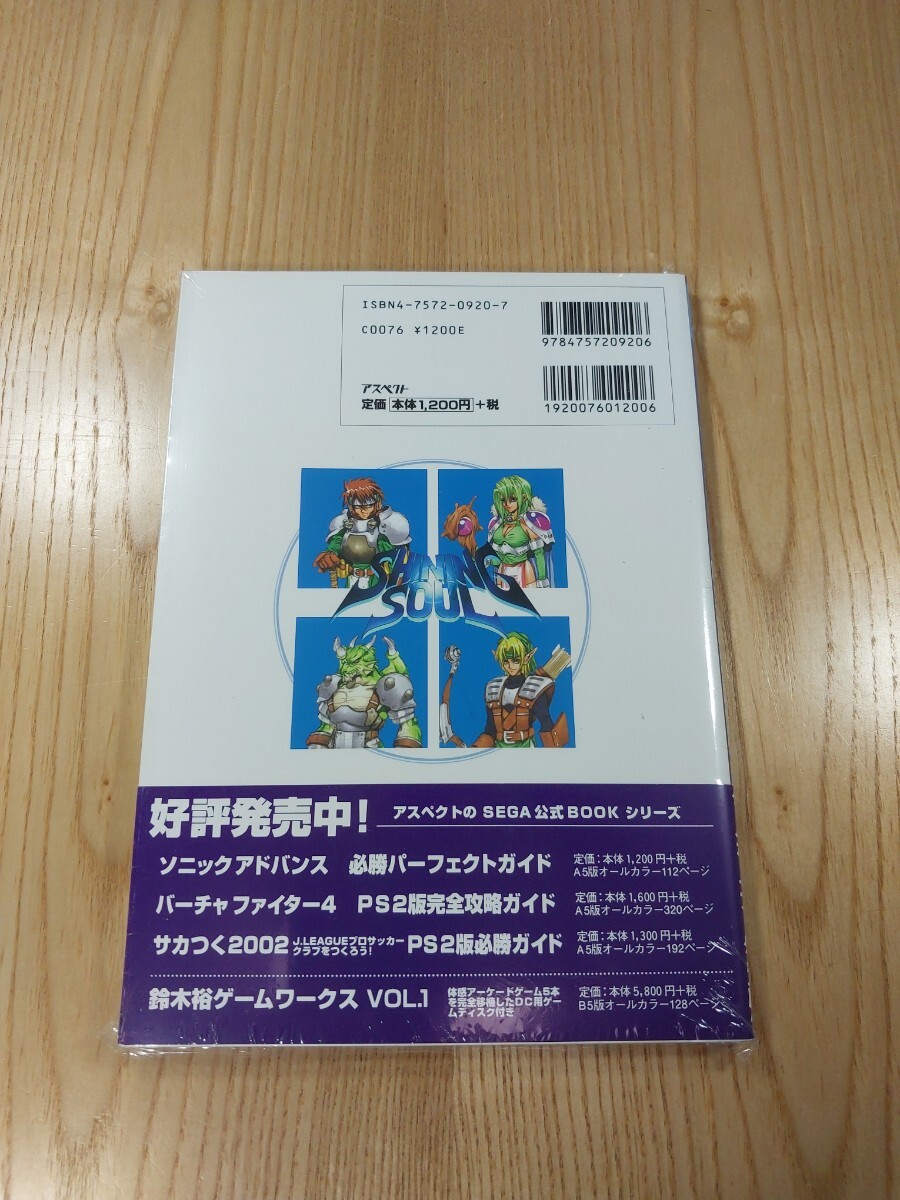 ISBN4-7572-0920-7
C0076 ¥1200E
9784757209206
アスペクト
定価 本体1,200円 +税
1920076012006
SHINING
SOUL
好評発売中!
アスペクトの SEGA 公式 BOOK シリーズ
ソニックアドバンス 必勝パーフェクトガイド
定価:本体1,200円+税
A5版オールカラー112ページ
バーチャファイター4 PS2版完全攻略ガイド
定価:本体1,600円+税
A5版オールカラー320ページ
サカつく2002 J.LEAGUEプロサッカー
クラブをつくろう! PS2版必勝ガイド
定価:本体1,300円+税
A5版オールカラー192ページ
鈴木裕ゲームワークス VOL.1
体感アーケードゲーム5本
を完全移植したDC用ゲー
ムディスク付き
定価:本体5,800円+税
B5版オールカラー128ページ